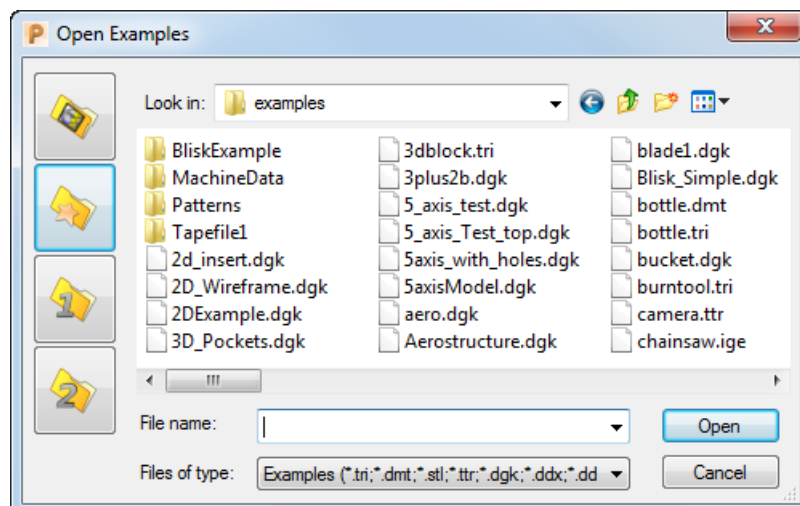 Open Examples
Look in: examples
BliskExample 3dblock.tri blade1.dgk
MachineData 3plus2b.dgk Blisk_Simple.dgk
Patterns 5_axis_test.dgk bottle.dmt
Tapefile1 5_axis_Test_top.dgk bottle.tri
2d_insert.dgk 5axis_with_holes.dgk bucket.dgk
2D_Wireframe.dgk 5axisModel.dgk burntool.tri
2DExample.dgk aero.dgk camera.ttr
3D_Pockets.dgk Aerostructure.dgk chainsaw.ige
1
2
File name: Open
Files of type: Examples (*.tri;*.dmt;*.stl;*.ttr;*.dgk;*.ddx;*.dd Cancel